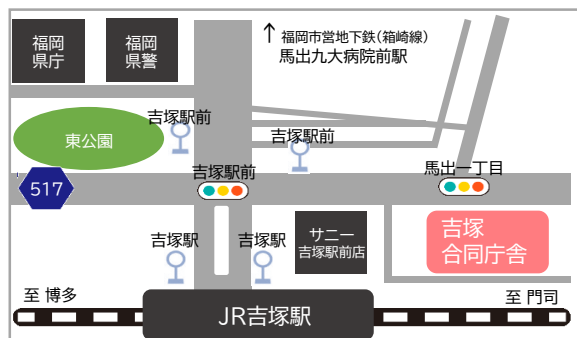 福岡
県庁
福岡
県警
↑ 福岡市営地下鉄(箱崎線)
馬出九大病院前駅
東公園
吉塚駅前
吉塚駅前
吉塚駅前
馬出一丁目
517
吉塚駅
吉塚駅
サニー
吉塚駅前店
吉塚
合同庁舎
至 博多
JR吉塚駅
至 門司